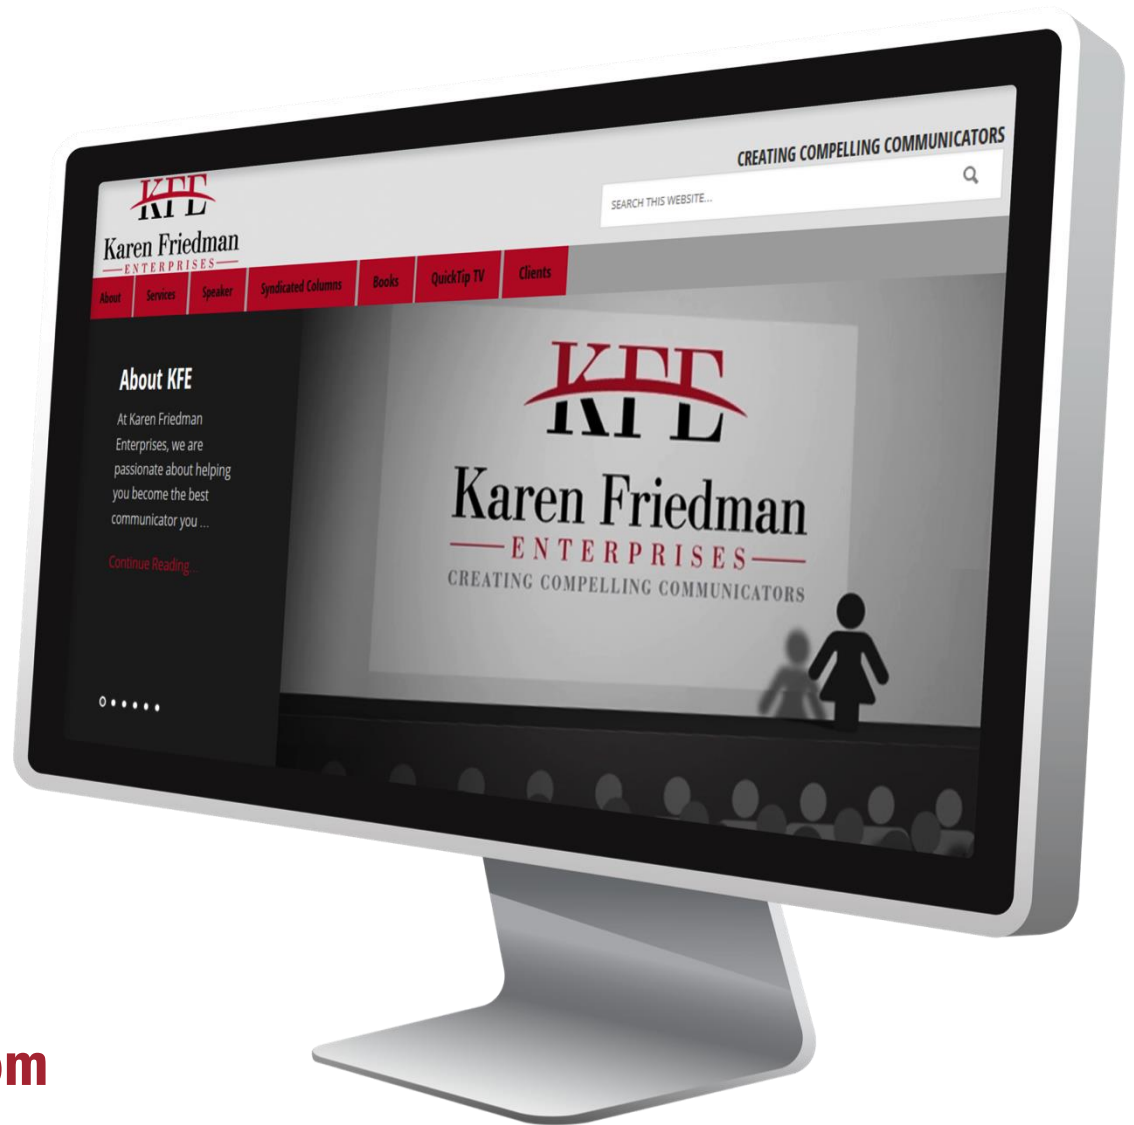 CREATING COMPELLING COMMUNICATORS
SEARCH THIS WEBSITE...
KFE
Karen Friedman
ENTERPRISES
About Services Speaker Syndicated Columns Books QuickTip TV Clients
About KFE
At Karen Friedman
Enterprises, we are
passionate about helping
you become the best
communicator you ...
Continue Reading...
KFE
Karen Friedman
ENTERPRISES
CREATING COMPELLING COMMUNICATORS